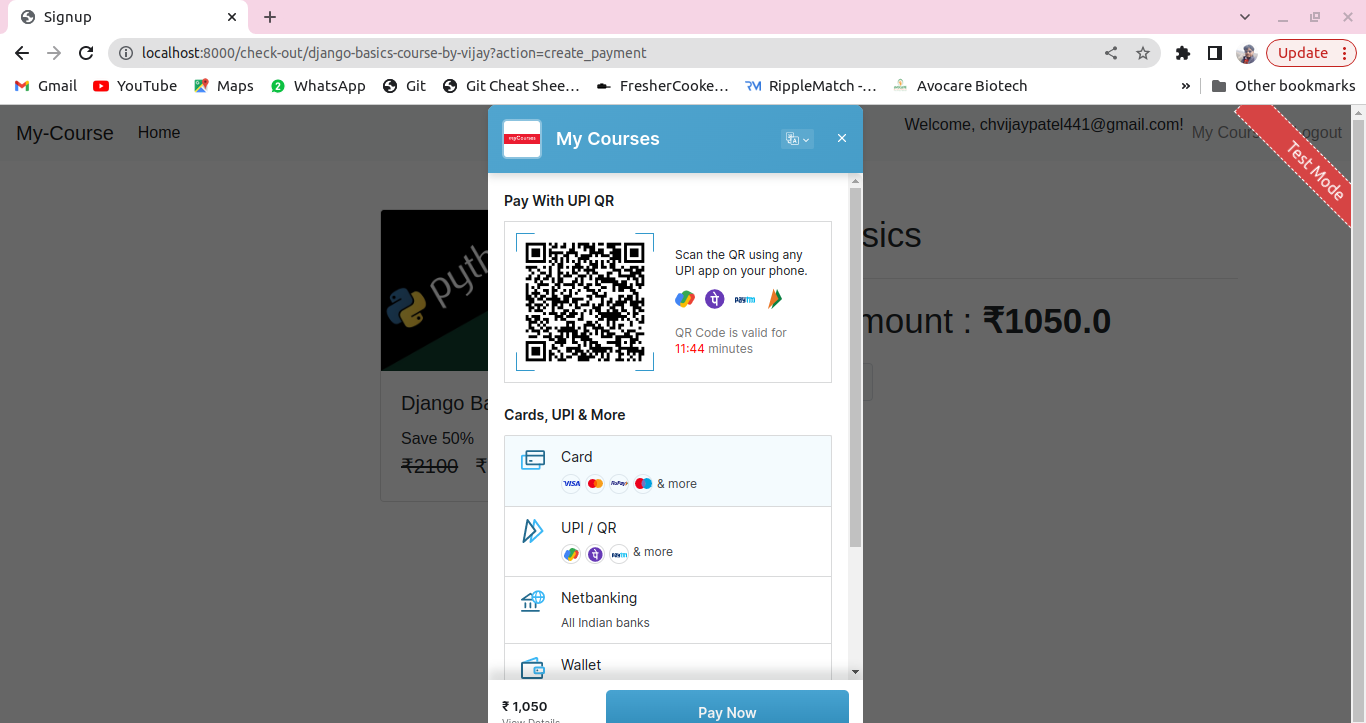 Signup
localhost:8000/check-out/django-basics-course-by-vijay?action=create_payment
Update
Gmail
YouTube
Maps
WhatsApp
Git
Git Cheat Shee…
FresherCooke…
RippleMatch -…
Avocare Biotech
»
Other bookmarks
My-Course
Home
Welcome, chvijaypatel441@gmail.com!
My Cour
ogout
Test Mode
myCourses
My Courses
Pay With UPI QR
Scan the QR using any
UPI app on your phone.
paytm
QR Code is valid for
11:44 minutes
Cards, UPI & More
Card
VISA
RuPay
& more
UPI / QR
paytm
& more
Netbanking
All Indian banks
Wallet
₹ 1,050
View Details
Pay Now
pyth
Django Ba
Save 50%
₹2100 ₹
sics
mount : ₹1050.0